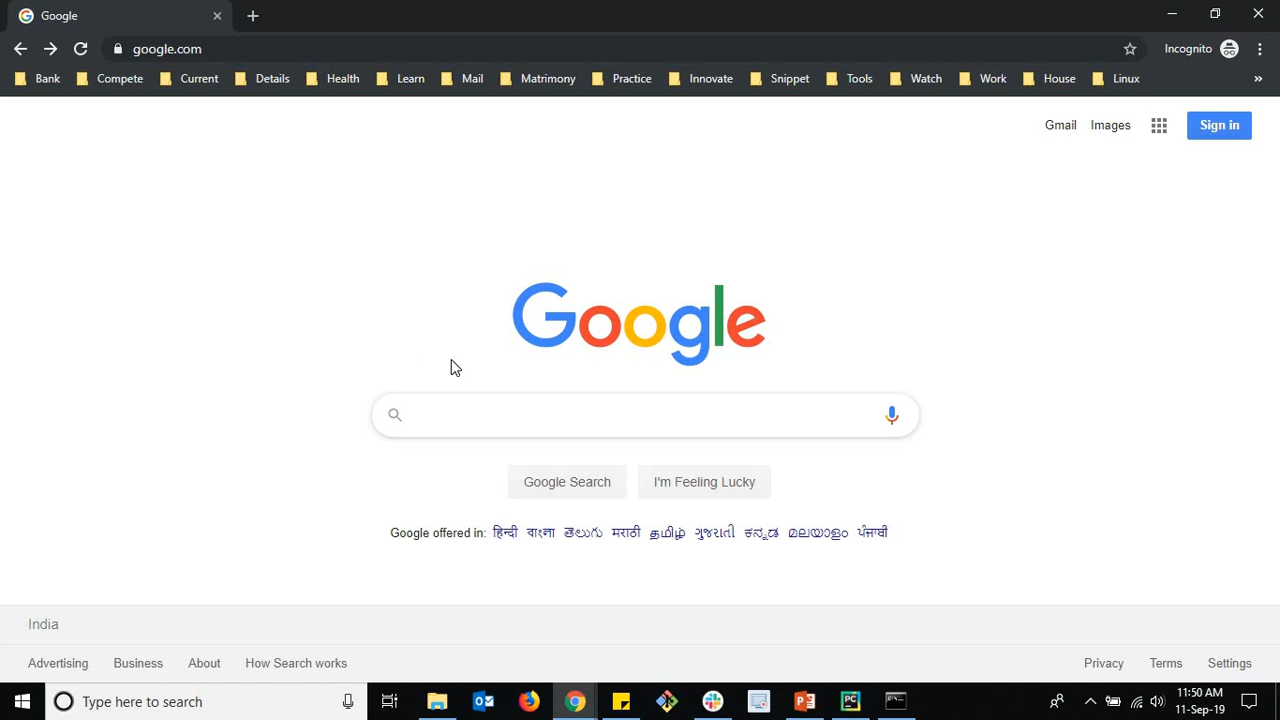 Google
google.com
Incognito
Bank Compete Current Details Health Learn Mail Matrimony Practice Innovate Snippet Tools Watch Work House Linux »
Gmail Images Sign in
Google
Google Search I'm Feeling Lucky
Google offered in: हिन्दी বাংলা తెలుగు मराठी தமிழ் ગુજરાતી ಕನ್ನಡ മലയാളം ਪੰਜਾਬੀ
India
Advertising Business About How Search works Privacy Terms Settings
Type here to search
PC
11:50 AM
11-Sep-19